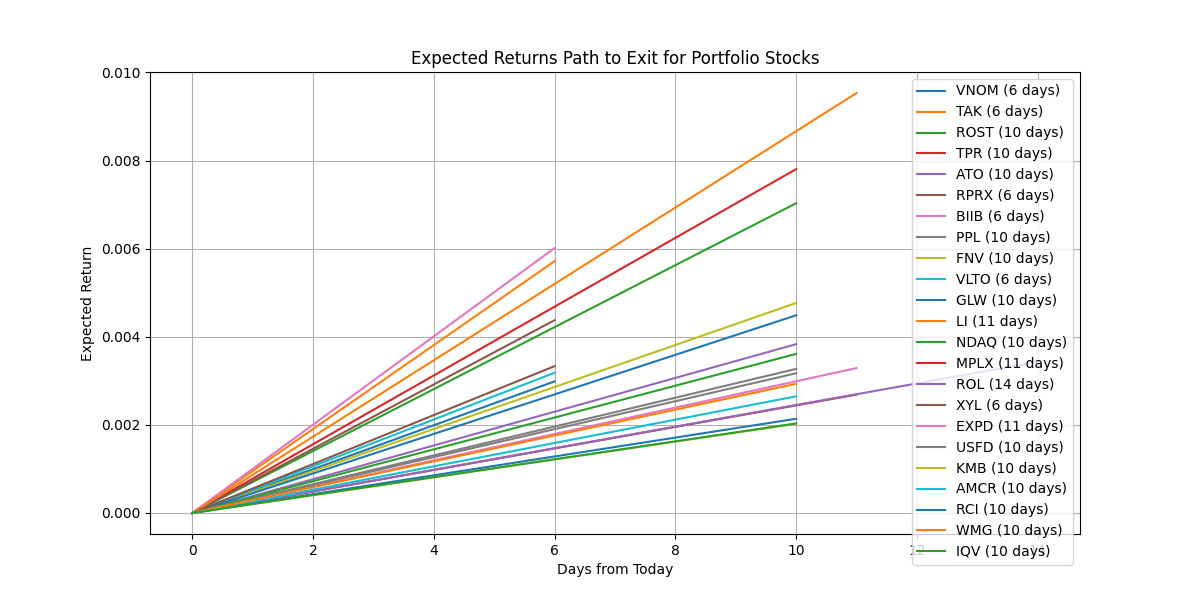 Expected Returns Path to Exit for Portfolio Stocks
0.010
0.008
0.006
0.004
0.002
0.000
Expected Return
0
2
4
6
8
10
12
Days from Today
VNOM (6 days)
TAK (6 days)
ROST (10 days)
TPR (10 days)
ATO (10 days)
RPRX (6 days)
BIIB (6 days)
PPL (10 days)
FNV (10 days)
VLTO (6 days)
GLW (10 days)
LI (11 days)
NDAQ (10 days)
MPLX (11 days)
ROL (14 days)
XYL (6 days)
EXPD (11 days)
USFD (10 days)
KMB (10 days)
AMCR (10 days)
RCI (10 days)
WMG (10 days)
IQV (10 days)